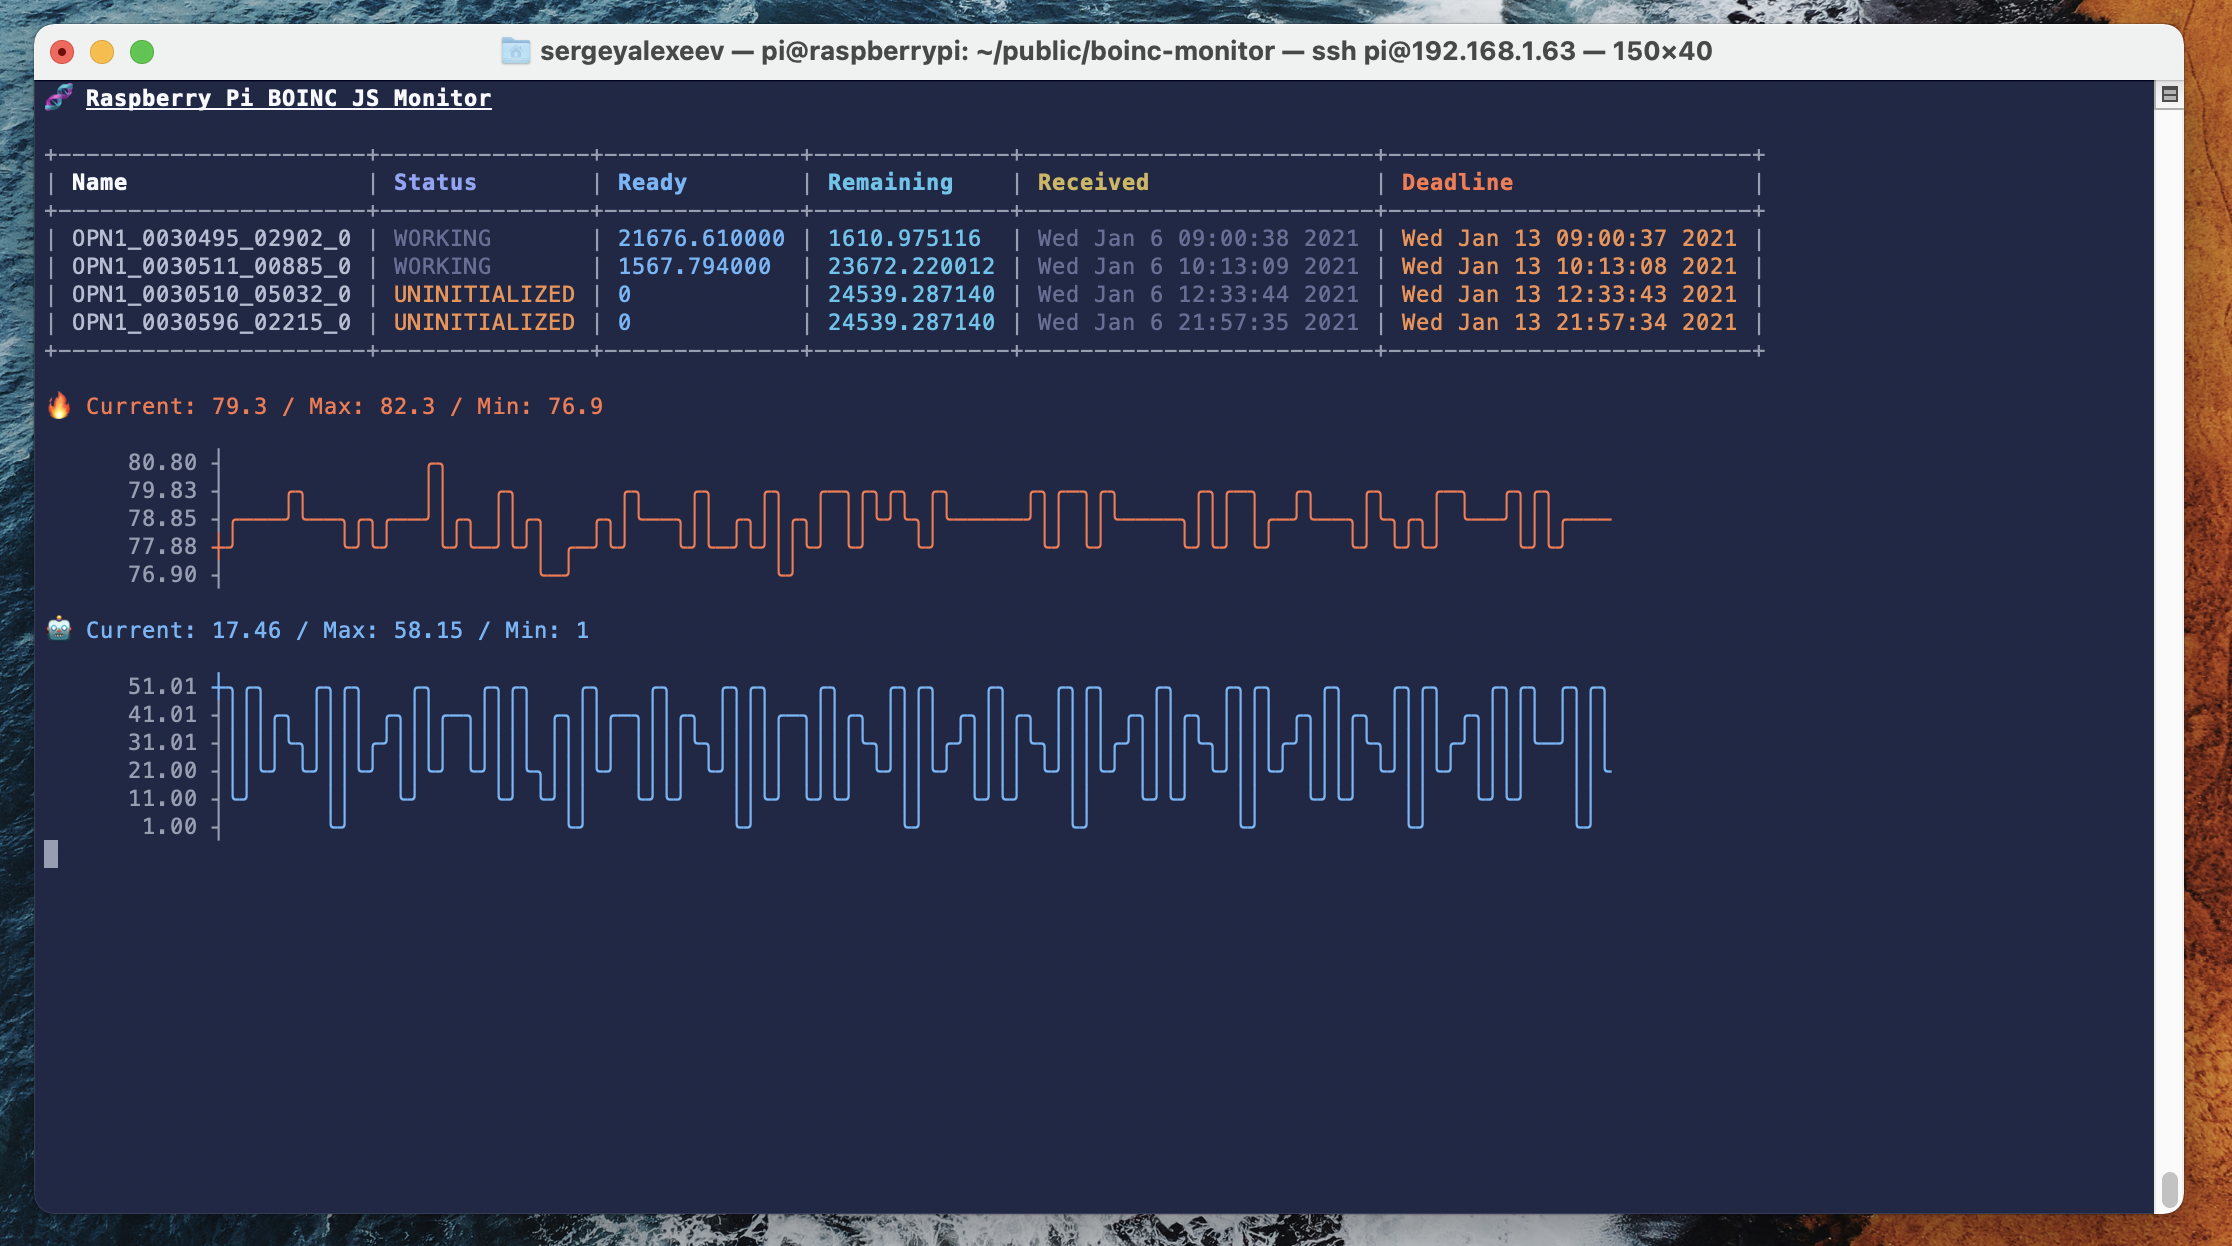 sergeyalexeev — pi@raspberrypi: ~/public/boinc-monitor — ssh pi@192.168.1.63 — 150×40
Raspberry Pi BOINC JS Monitor
| Name | Status | Ready | Remaining | Received | Deadline |
| OPN1_0030495_02902_0 | WORKING | 21676.610000 | 1610.975116 | Wed Jan 6 09:00:38 2021 | Wed Jan 13 09:00:37 2021 |
| OPN1_0030511_00885_0 | WORKING | 1567.794000 | 23672.220012 | Wed Jan 6 10:13:09 2021 | Wed Jan 13 10:13:08 2021 |
| OPN1_0030510_05032_0 | UNINITIALIZED | 0 | 24539.287140 | Wed Jan 6 12:33:44 2021 | Wed Jan 13 12:33:43 2021 |
| OPN1_0030596_02215_0 | UNINITIALIZED | 0 | 24539.287140 | Wed Jan 6 21:57:35 2021 | Wed Jan 13 21:57:34 2021 |
Current: 79.3 / Max: 82.3 / Min: 76.9
80.80
79.83
78.85
77.88
76.90
Current: 17.46 / Max: 58.15 / Min: 1
51.01
41.01
31.01
21.00
11.00
1.00